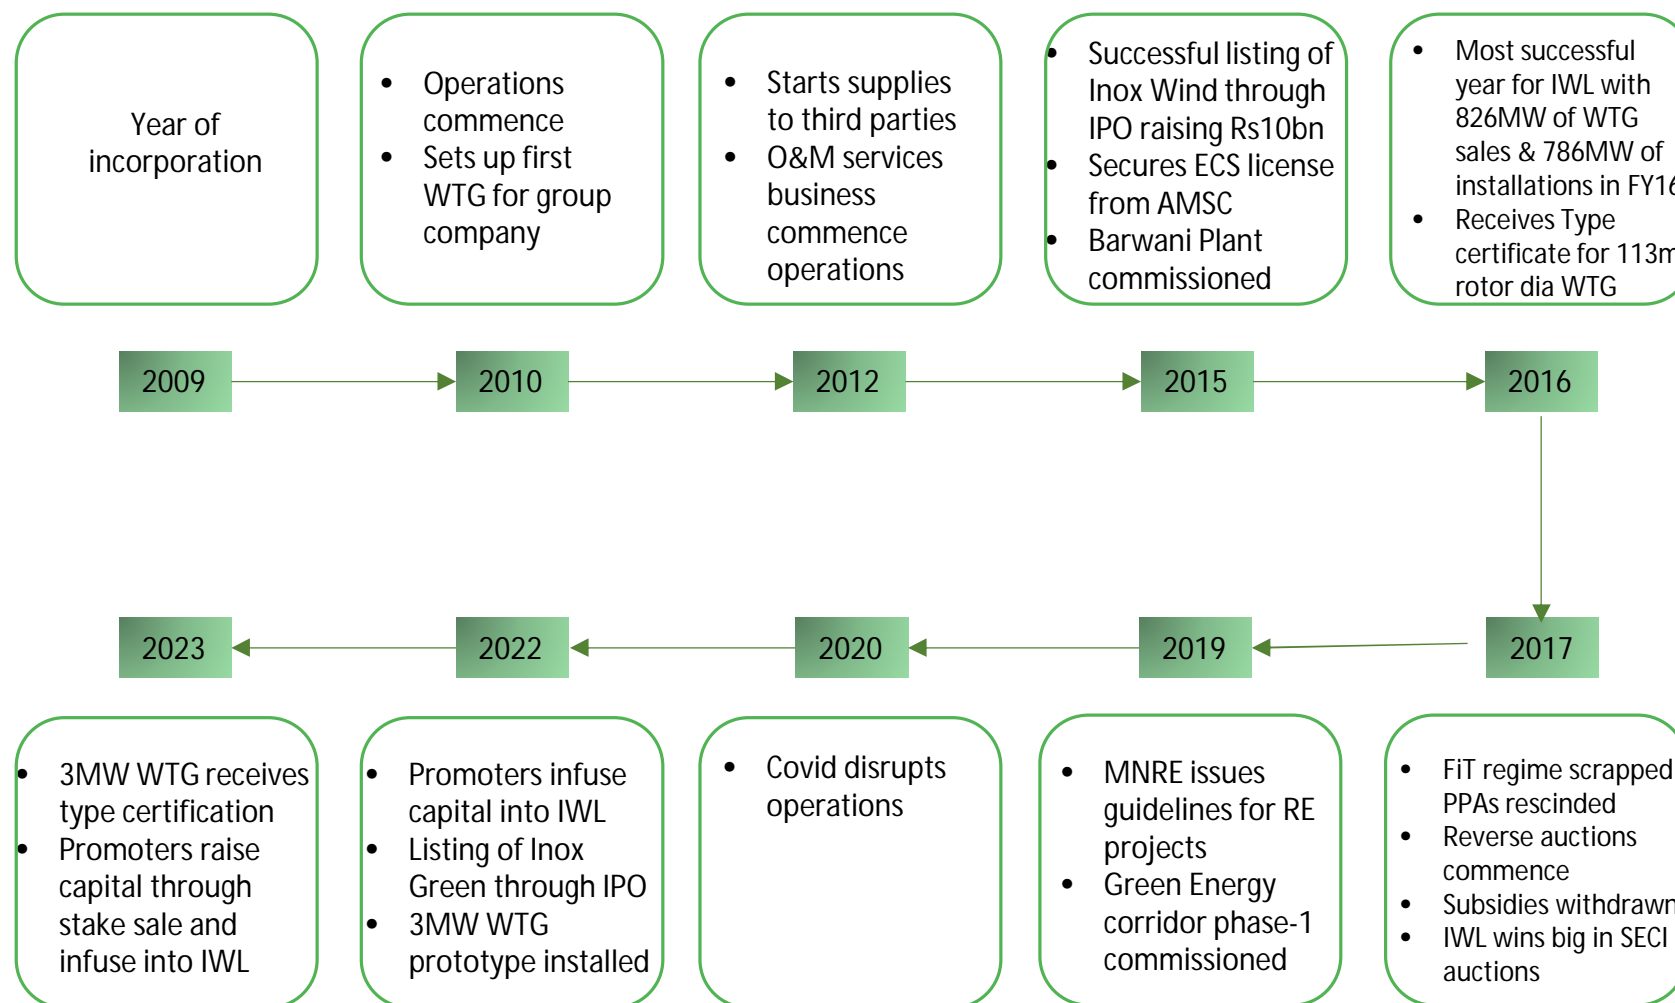 Year of
incorporation
• Operations
commence
• Sets up first
WTG for group
company
• Starts supplies
to third parties
• O&M services
business
commence
operations
• Successful listing of
Inox Wind through
IPO raising Rs10bn
• Secures ECS license
from AMSC
• Barwani Plant
commissioned
• Most successful
year for IWL with
826MW of WTG
sales & 786MW of
installations in FY16
• Receives Type
certificate for 113m
rotor dia WTG
2009
2010
2012
2015
2016
2023
2022
2020
2019
2017
• 3MW WTG receives
type certification
• Promoters raise
capital through
stake sale and
infuse into IWL
• Promoters infuse
capital into IWL
• Listing of Inox
Green through IPO
• 3MW WTG
prototype installed
• Covid disrupts
operations
• MNRE issues
guidelines for RE
projects
• Green Energy
corridor phase-1
commissioned
• FiT regime scrapped
PPAs rescinded
• Reverse auctions
commence
• Subsidies withdrawn
• IWL wins big in SECI
auctions